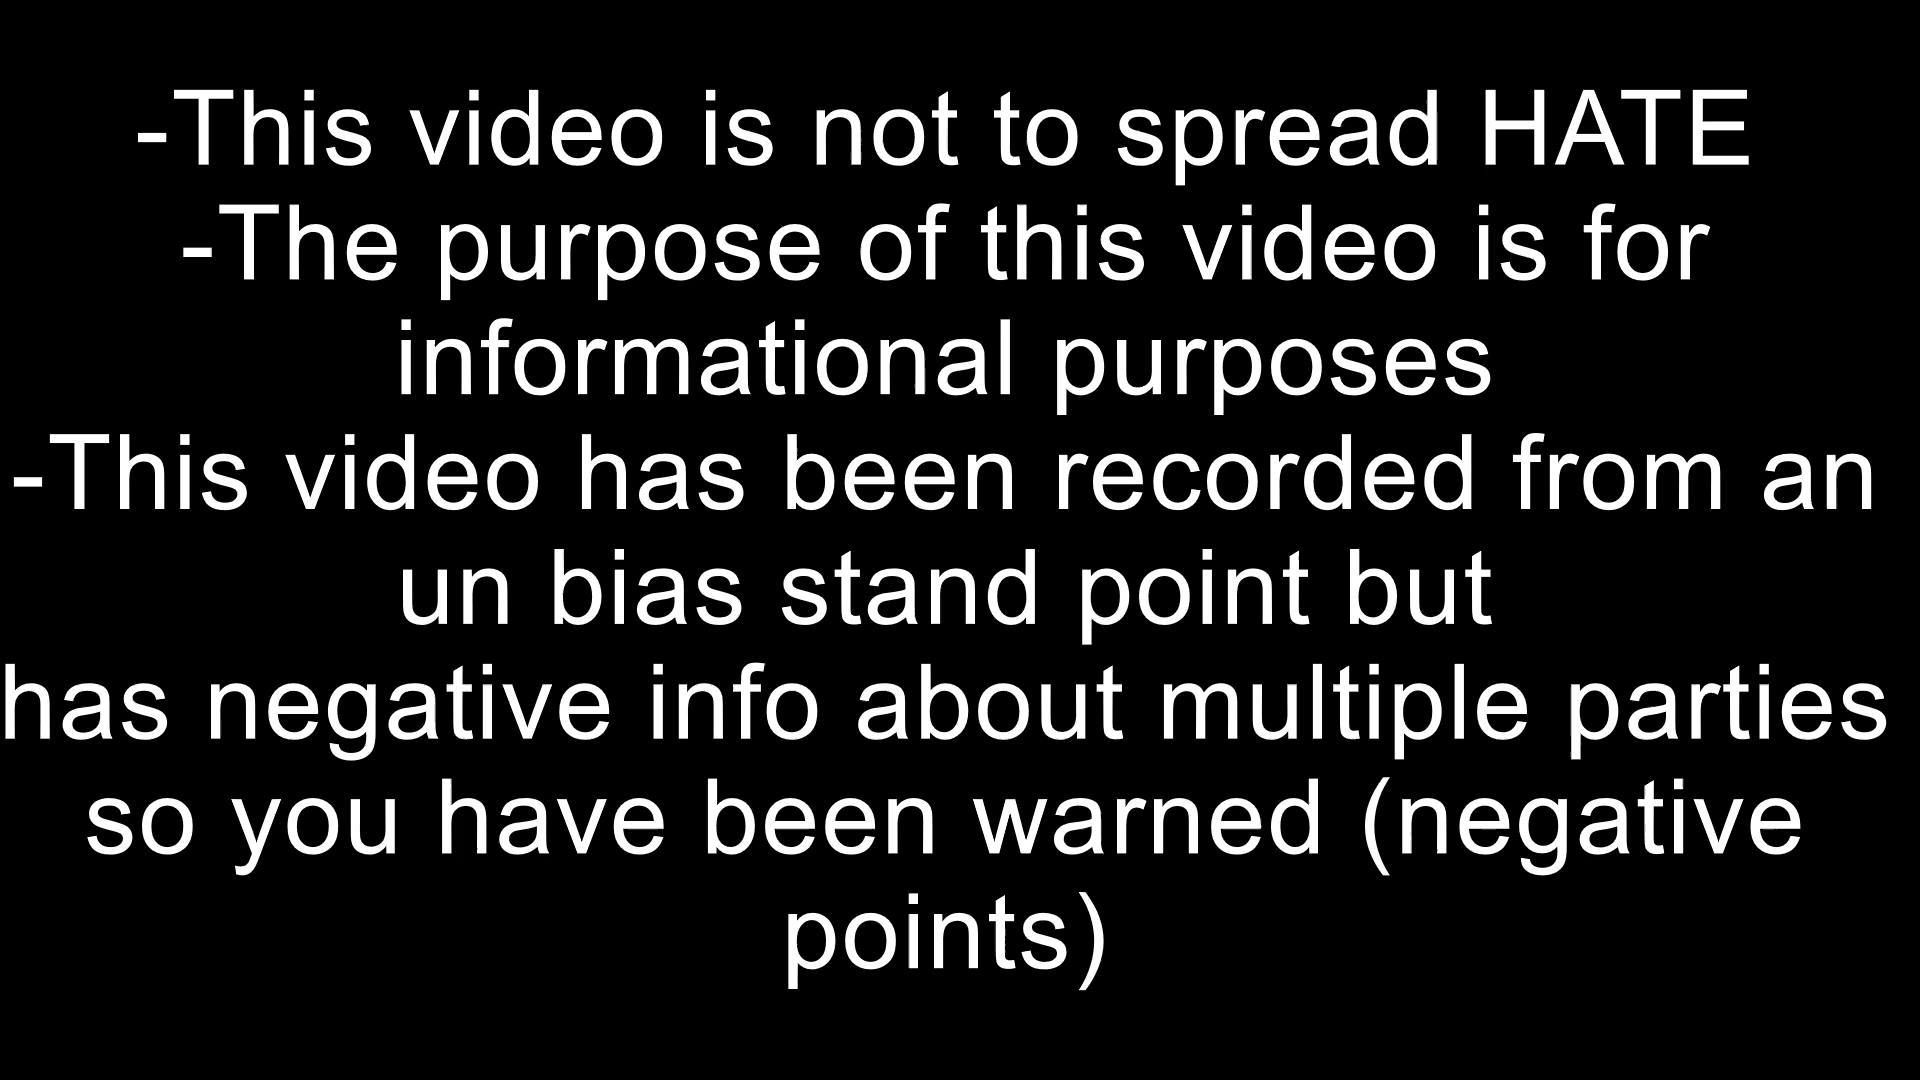 -This video is not to spread HATE
-The purpose of this video is for
informational purposes
-This video has been recorded from an
un bias stand point but
has negative info about multiple parties
so you have been warned (negative
points)